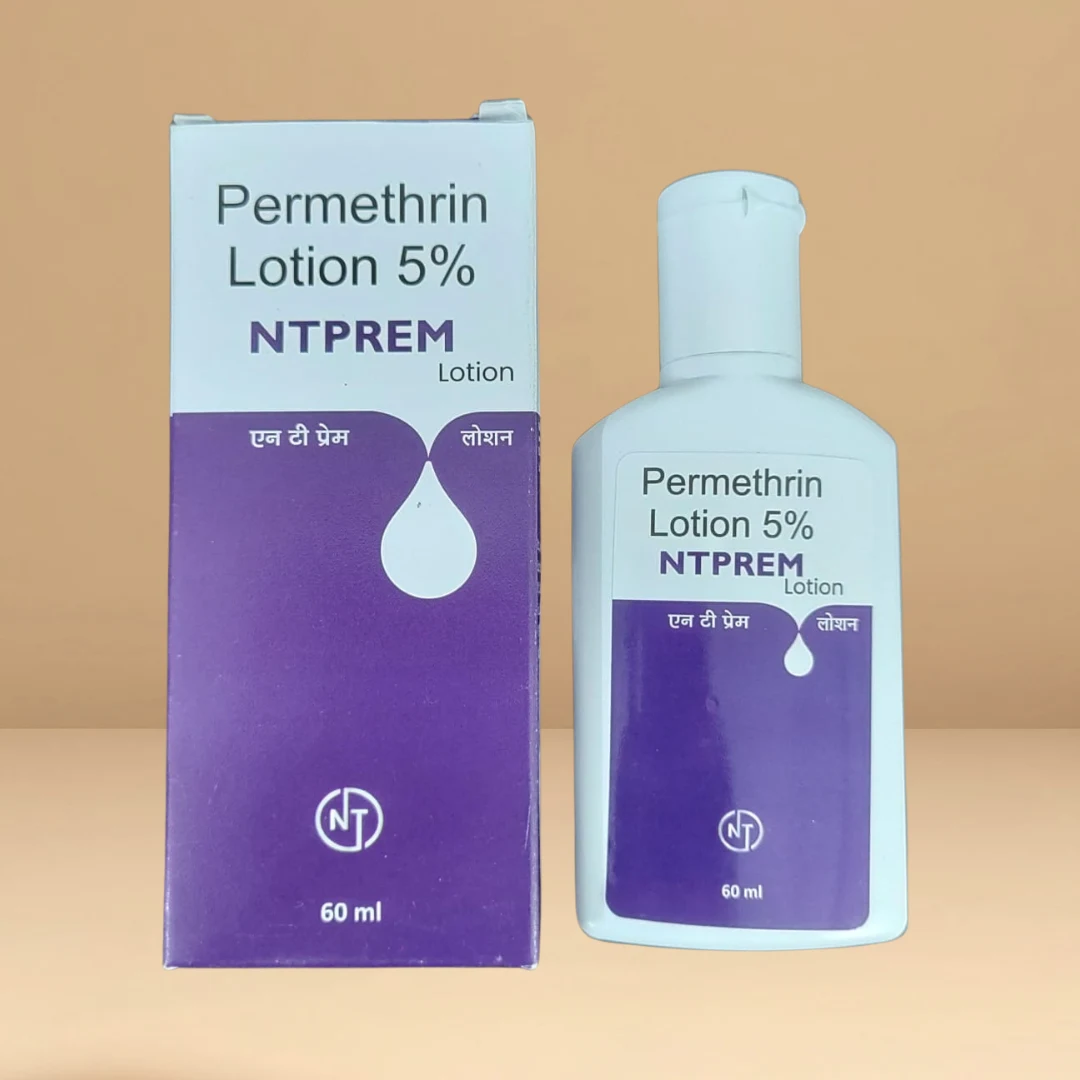 Permethrin
Lotion 5%
NTPREM
Lotion
एन टी प्रेम लोशन
NT
60 ml
Permethrin
Lotion 5%
NTPREM
Lotion
एन टी प्रेम लोशन
NT
60 ml